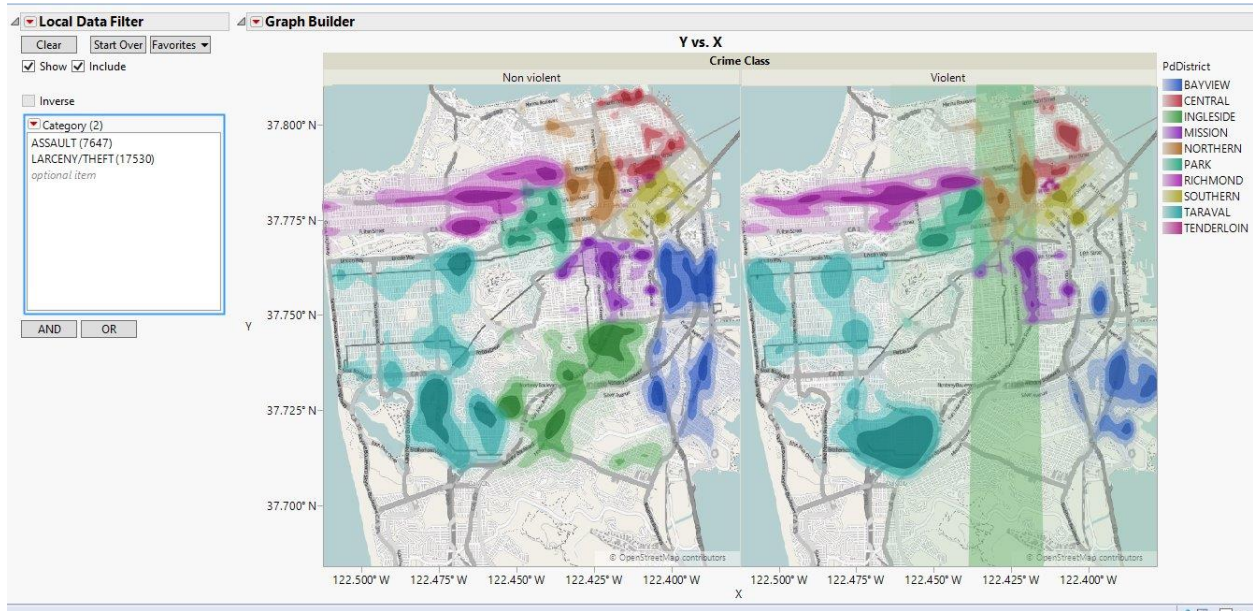 Local Data Filter
Clear Start Over Favorites
Show Include
Inverse
Category (2)
ASSAULT (7647)
LARCENY/THEFT (17530)
optional item
AND OR
Graph Builder
Y vs. X
Crime Class
Non violent Violent
37.800° N
37.775° N
37.750° N
37.725° N
37.700° N
Y
© OpenStreetMap contributors
© OpenStreetMap contributors
122.500° W 122.475° W 122.450° W 122.425° W 122.400° W
122.500° W 122.475° W 122.450° W 122.425° W 122.400° W
X
PdDistrict
BAYVIEW
CENTRAL
INGLESIDE
MISSION
NORTHERN
PARK
RICHMOND
SOUTHERN
TARAVAL
TENDERLOIN